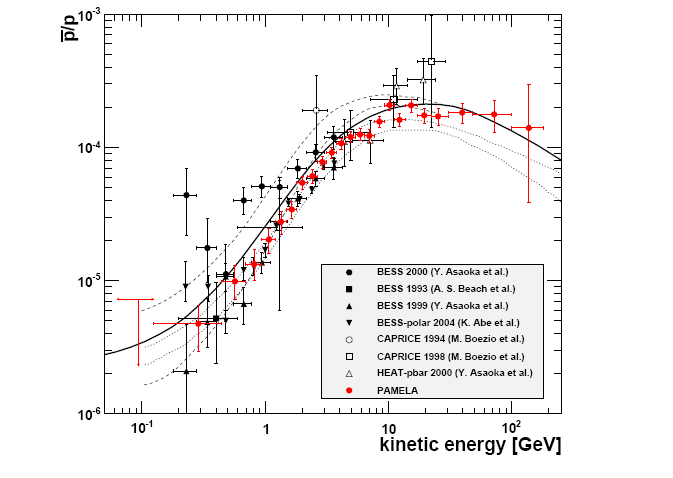 p̅/p
10⁻³
10⁻⁴
10⁻⁵
10⁻⁶
BESS 2000 (Y. Asaoka et al.)
BESS 1993 (A. S. Beach et al.)
BESS 1999 (Y. Asaoka et al.)
BESS-polar 2004 (K. Abe et al.)
CAPRICE 1994 (M. Boezio et al.)
CAPRICE 1998 (M. Boezio et al.)
HEAT-pbar 2000 (Y. Asaoka et al.)
PAMELA
10⁻¹ 1 10 10²
kinetic energy [GeV]